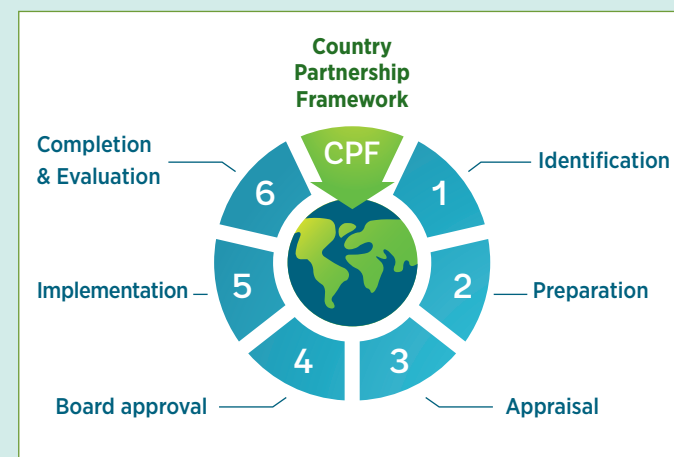 Country
Partnership
Framework
CPF
1
Identification
2
Preparation
3
Appraisal
4
Board approval
5
Implementation
6
Completion
& Evaluation